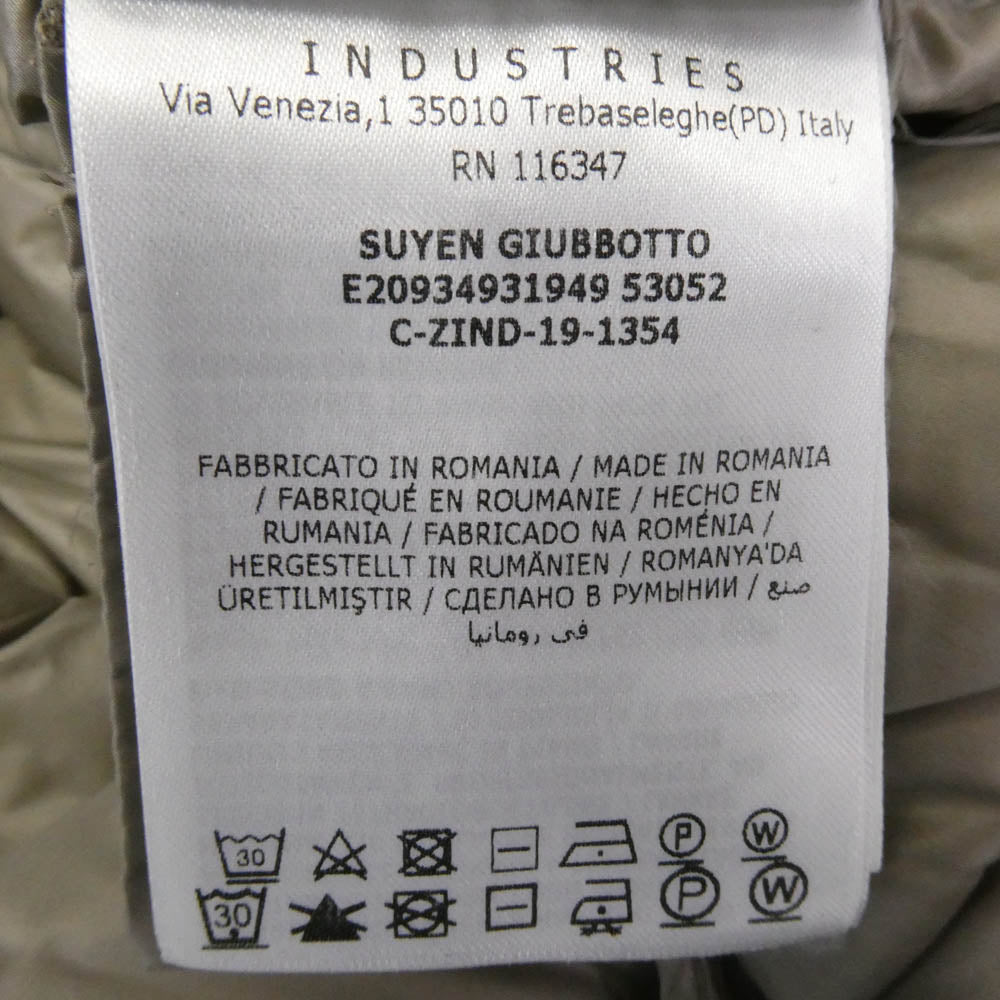 INDUSTRIES
Via Venezia,1 35010 Trebaseleghe(PD) Italy
RN 116347
SUYEN GIUBBOTTO
E20934931949 53052
C-ZIND-19-1354
FABBRICATO IN ROMANIA / MADE IN ROMANIA
/ FABRIQUÉ EN ROUMANIE / HECHO EN
RUMANIA / FABRICADO NA ROMÉNIA /
HERGESTELLT IN RUMÄNIEN / ROMANYA'DA
ÜRETILMIŞTIR / СДЕЛАНО В РУМЫНИИ / صنع
في رومانيا
30 P W
30 P W